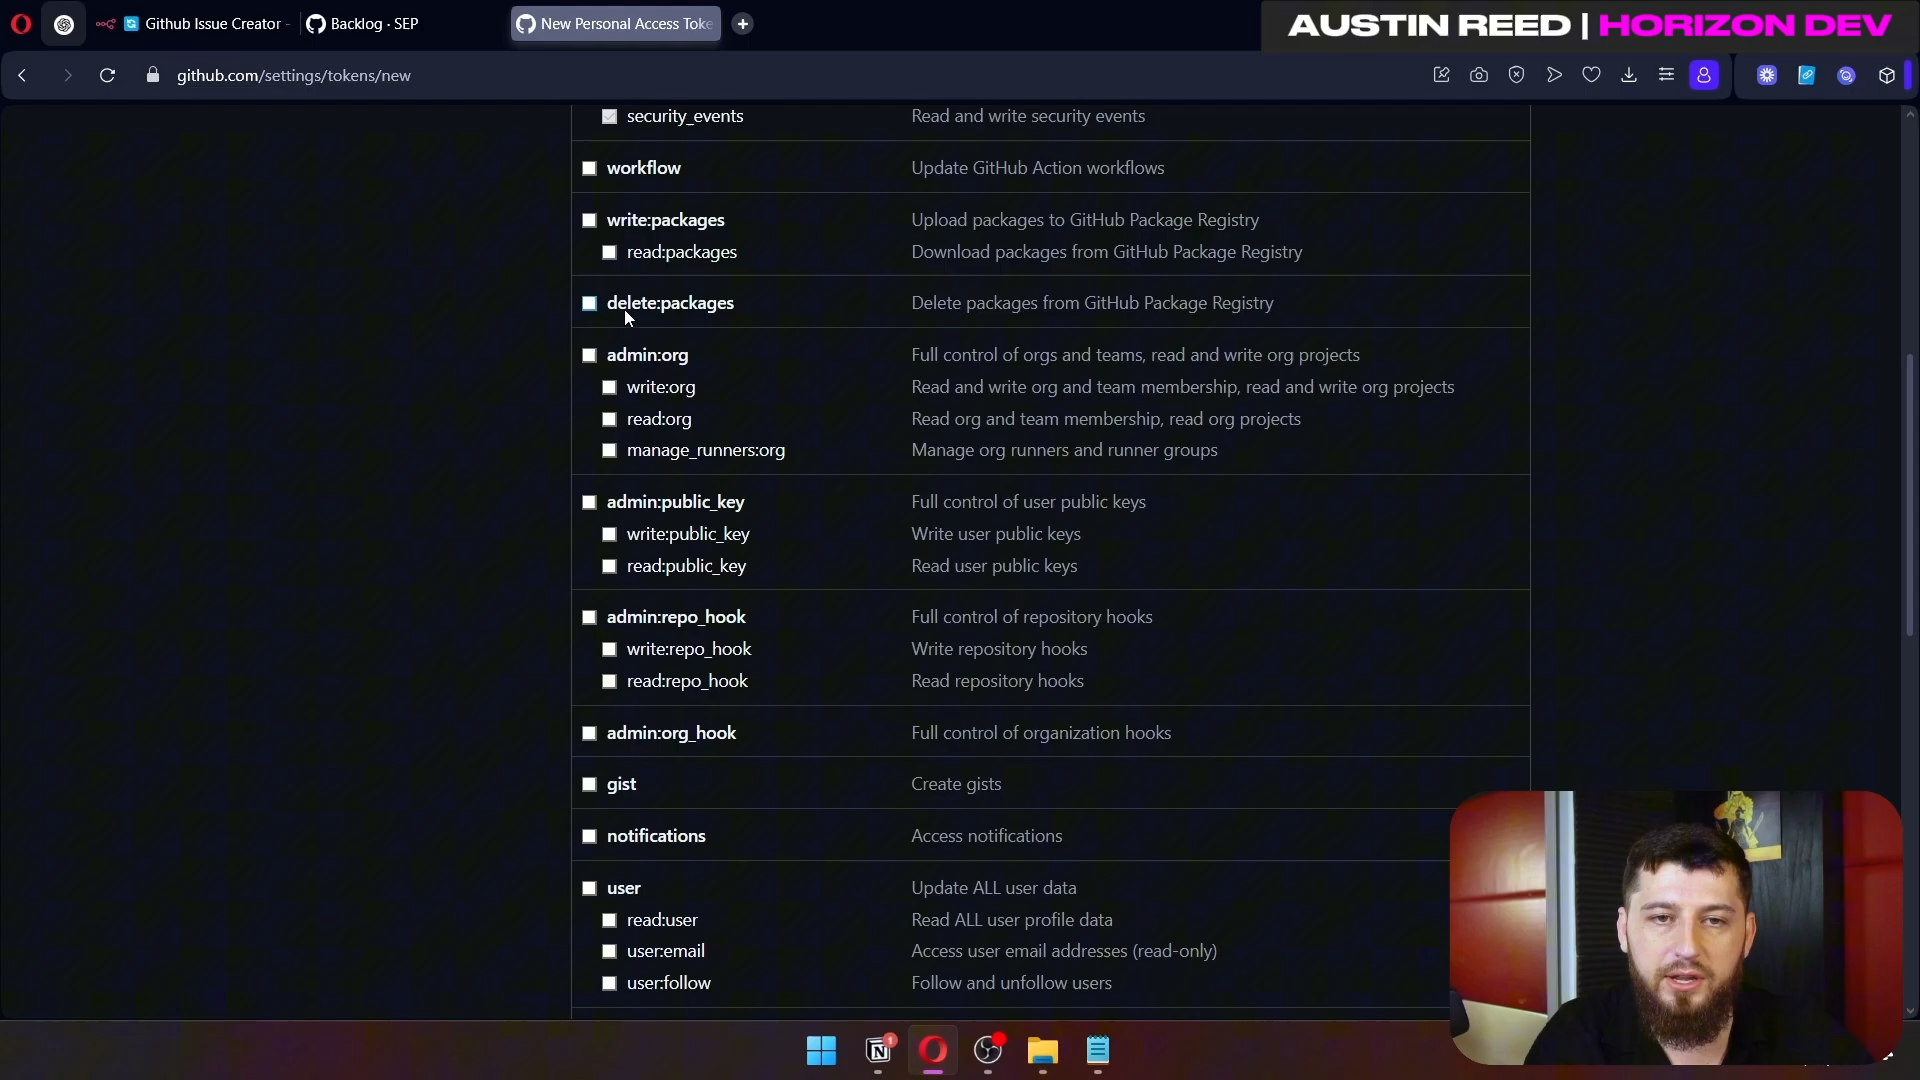 Github Issue Creator -
Backlog · SEP
New Personal Access Toke
AUSTIN REED | HORIZON DEV
github.com/settings/tokens/new
security_events Read and write security events
workflow Update GitHub Action workflows
write:packages Upload packages to GitHub Package Registry
read:packages Download packages from GitHub Package Registry
delete:packages Delete packages from GitHub Package Registry
admin:org Full control of orgs and teams, read and write org projects
write:org Read and write org and team membership, read and write org projects
read:org Read org and team membership, read org projects
manage_runners:org Manage org runners and runner groups
admin:public_key Full control of user public keys
write:public_key Write user public keys
read:public_key Read user public keys
admin:repo_hook Full control of repository hooks
write:repo_hook Write repository hooks
read:repo_hook Read repository hooks
admin:org_hook Full control of organization hooks
gist Create gists
notifications Access notifications
user Update ALL user data
read:user Read ALL user profile data
user:email Access user email addresses (read-only)
user:follow Follow and unfollow users
1